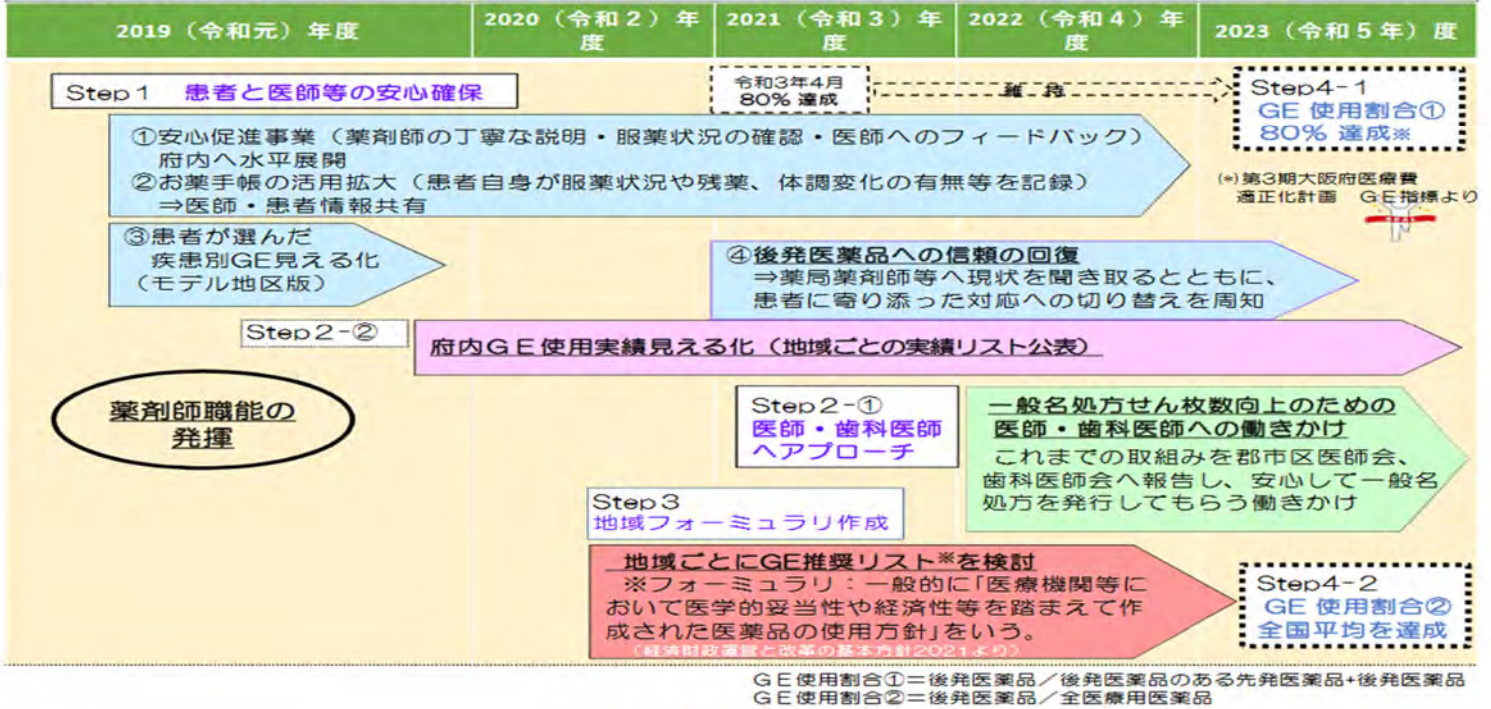 2019（令和元）年度
2020（令和２）年
度
2021（令和３）年
度
2022（令和４）年
度
2023（令和５年）度
Step1　患者と医師等の安心確保
令和3年4月
80% 達成
維 持
Step4-1
GE 使用割合①
80% 達成※
①安心促進事業（薬剤師の丁寧な説明・服薬状況の確認・医師へのフィードバック）
府内へ水平展開
②お薬手帳の活用拡大（患者自身が服薬状況や残薬、体調変化の有無等を記録）
⇒医師・患者情報共有
(*)第3期大阪府医療費
適正化計画　GE指標より
③患者が選んだ
疾患別GE見える化
（モデル地区版）
④後発医薬品への信頼の回復
⇒薬局薬剤師等へ現状を聞き取るとともに、
患者に寄り添った対応への切り替えを周知
Step2-②
府内ＧＥ使用実績見える化（地域ごとの実績リスト公表）
薬剤師職能の
発揮
Step2-①
医師・歯科医師
へアプローチ
一般名処方せん枚数向上のための
医師・歯科医師への働きかけ
これまでの取組みを郡市区医師会、
歯科医師会へ報告し、安心して一般名
処方を発行してもらう働きかけ
Step3
地域フォーミュラリ作成
地域ごとにGE推奨リスト※を検討
※フォーミュラリ：一般的に「医療機関等に
おいて医学的妥当性や経済性等を踏まえて作
成された医薬品の使用方針」をいう。
（経済財政運営と改革の基本方針2021より）
Step4-2
GE 使用割合②
全国平均を達成
ＧＥ使用割合①＝後発医薬品／後発医薬品のある先発医薬品+後発医薬品
ＧＥ使用割合②＝後発医薬品／全医療用医薬品